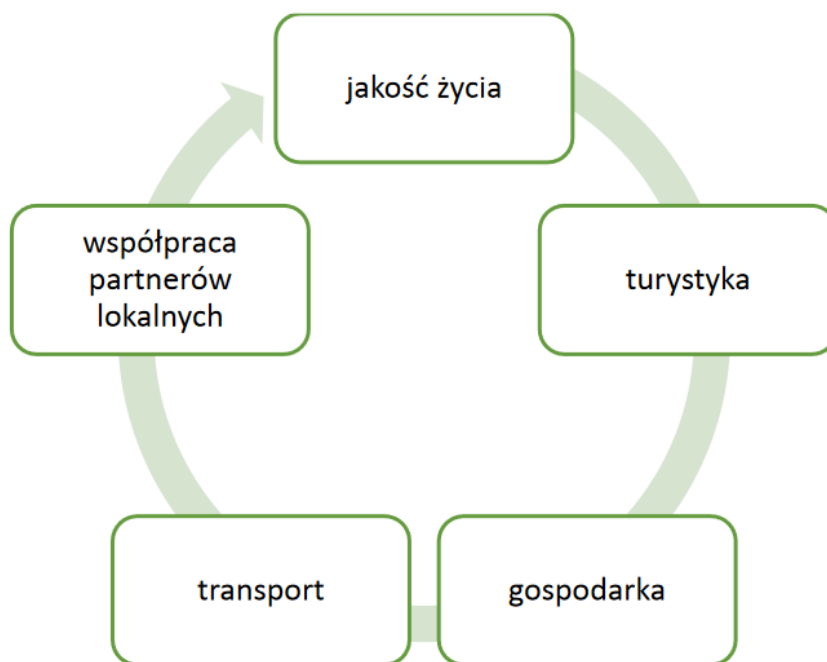 jakość życia
turystyka
gospodarka
transport
współpraca
partnerów
lokalnych